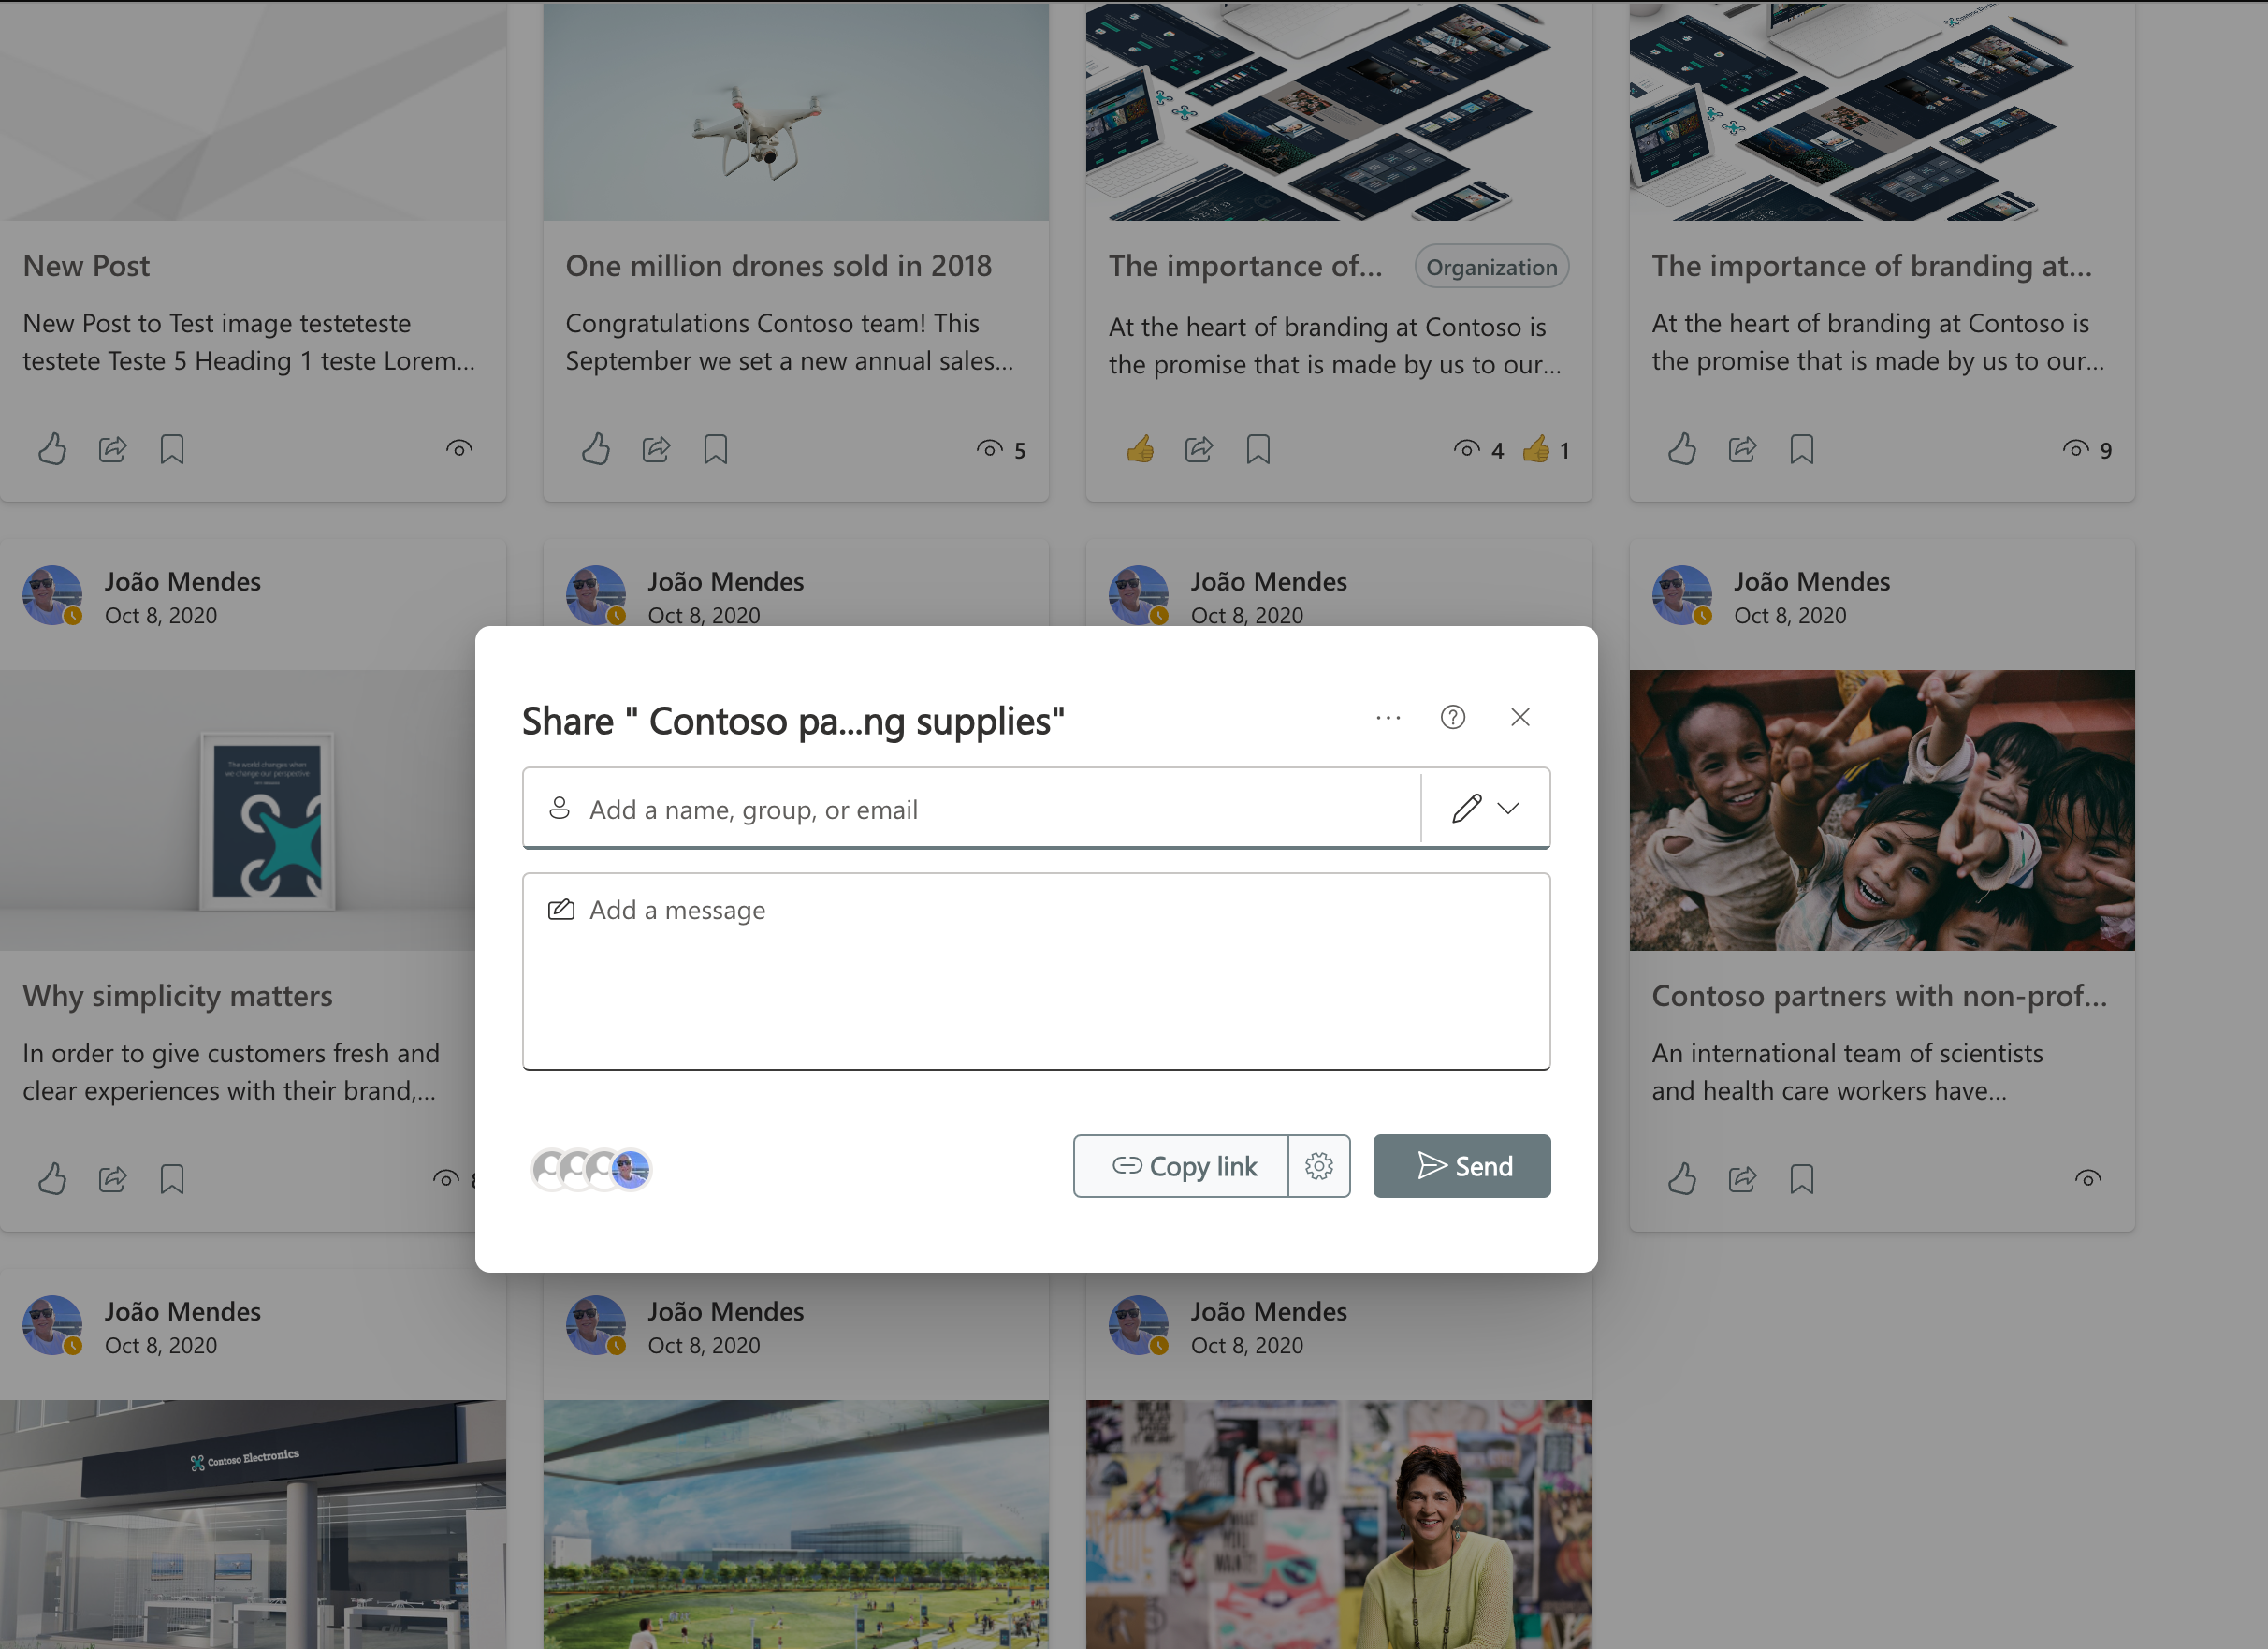 New Post
New Post to Test image testeteste
testete Teste 5 Heading 1 teste Lorem...
One million drones sold in 2018
Congratulations Contoso team! This
September we set a new annual sales...
5
The importance of...
Organization
At the heart of branding at Contoso is
the promise that is made by us to our...
4
1
The importance of branding at...
At the heart of branding at Contoso is
the promise that is made by us to our...
9
João Mendes
Oct 8, 2020
João Mendes
Oct 8, 2020
João Mendes
Oct 8, 2020
João Mendes
Oct 8, 2020
The world changes when
we change our perspective
Why simplicity matters
In order to give customers fresh and
clear experiences with their brand,...
Share " Contoso pa...ng supplies"
Add a name, group, or email
Add a message
Copy link
Send
Contoso partners with non-prof...
An international team of scientists
and health care workers have...
João Mendes
Oct 8, 2020
João Mendes
Oct 8, 2020
João Mendes
Oct 8, 2020
Contoso Electronics